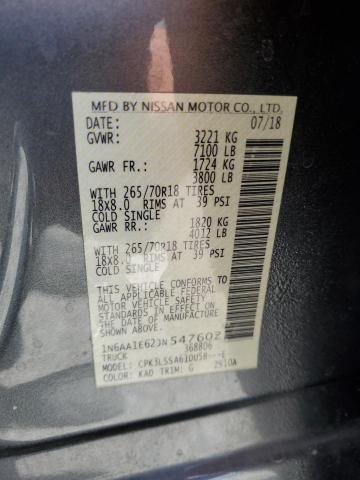 MFD BY NISSAN MOTOR CO., LTD.
DATE: 07/18
GVWR: 3221 KG
7100 LB
GAWR FR.: 1724 KG
3800 LB
WITH 265/70R18 TIRES
18x8.0 RIMS AT 39 PSI
COLD SINGLE
GAWR RR.: 1820 KG
4012 LB
WITH 265/70R18 TIRES
18x8.0 RIMS AT 39 PSI
COLD SINGLE
THIS VEHICLE CONFORMS TO
ALL APPLICABLE FEDERAL
MOTOR VEHICLE SAFETY
STANDARDS IN EFFECT ON
THE DATE OF MANUFACTURE
SHOWN ABOVE.
1N6AA1E62JN547602
TRUCK 368806
MODEL: CPK3LSSA61DU58---E
COLOR: KAD TRIM: G 2910A